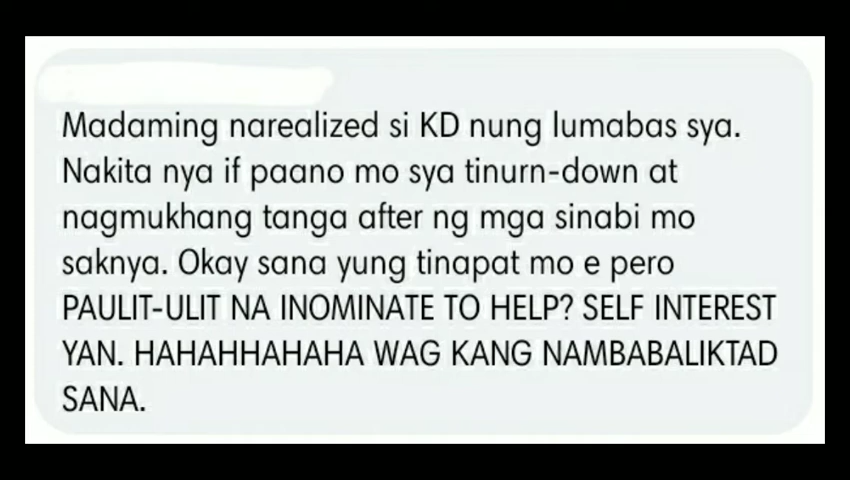 Madaming narealized si KD nung lumabas sya.
Nakita nya if paano mo sya tinurn-down at
nagmukhang tanga after ng mga sinabi mo
saknya. Okay sana yung tinapat mo e pero
PAULIT-ULIT NA INOMINATE TO HELP? SELF INTEREST
YAN. HAHAHHAHAHA WAG KANG NAMBABALIKTAD
SANA.